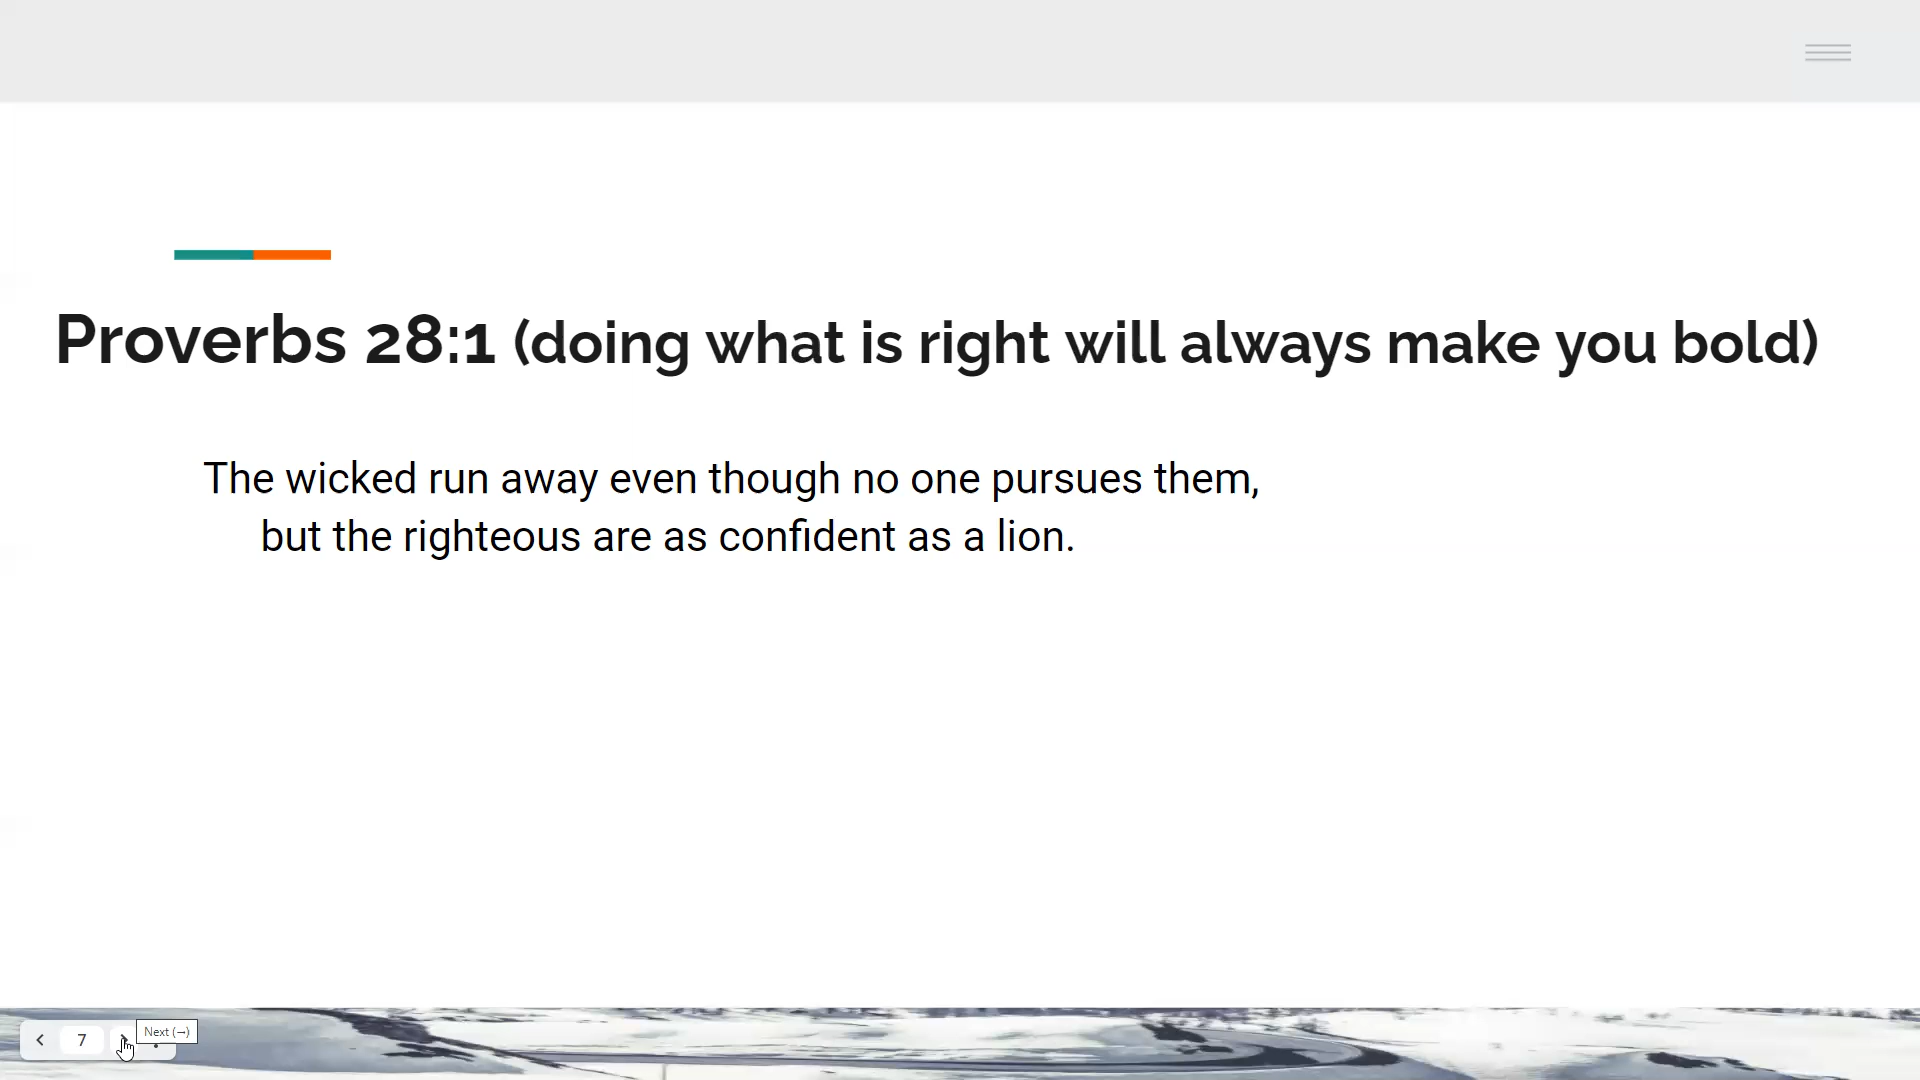 Proverbs 28:1 (doing what is right will always make you bold)
The wicked run away even though no one pursues them,
but the righteous are as confident as a lion.
7
Next (→)